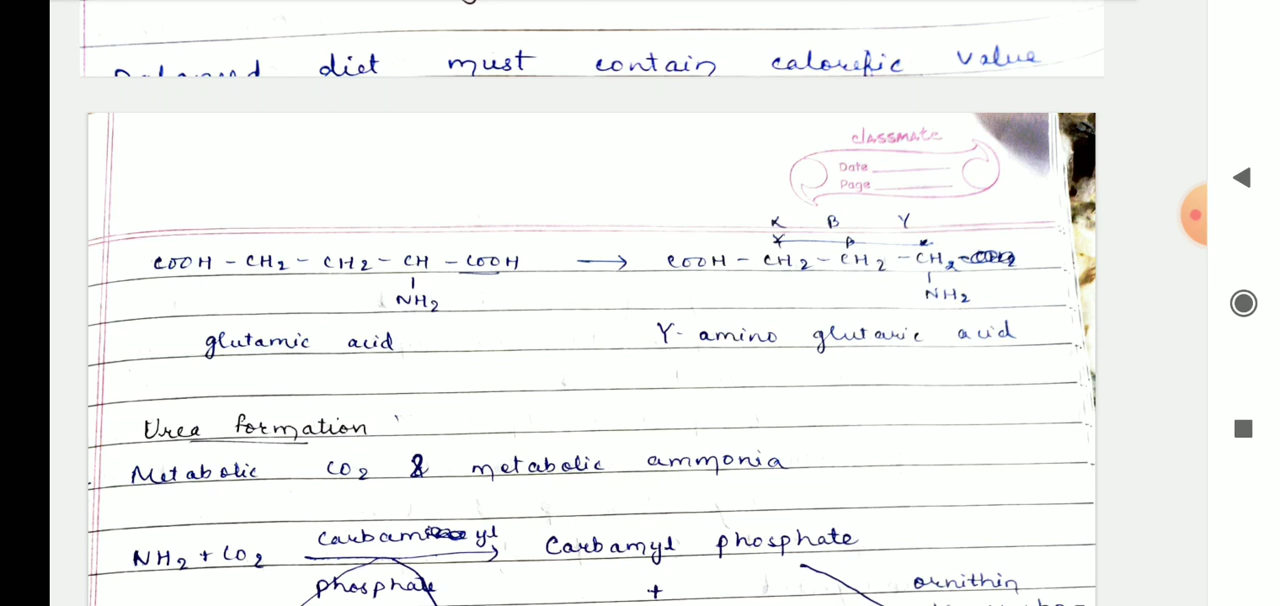 diet must contain calorific value
classmate
Date
Page
α β γ
COOH - CH2 - CH2 - CH - COOH → COOH - CH2 - CH2 - CH2
NH2 NH2
glutamic acid γ- amino glutaric acid
Urea formation
Metabolic CO2 & metabolic ammonia
NH2 + CO2 Carbamyl Carbamyl phosphate
phosphate + ornithin